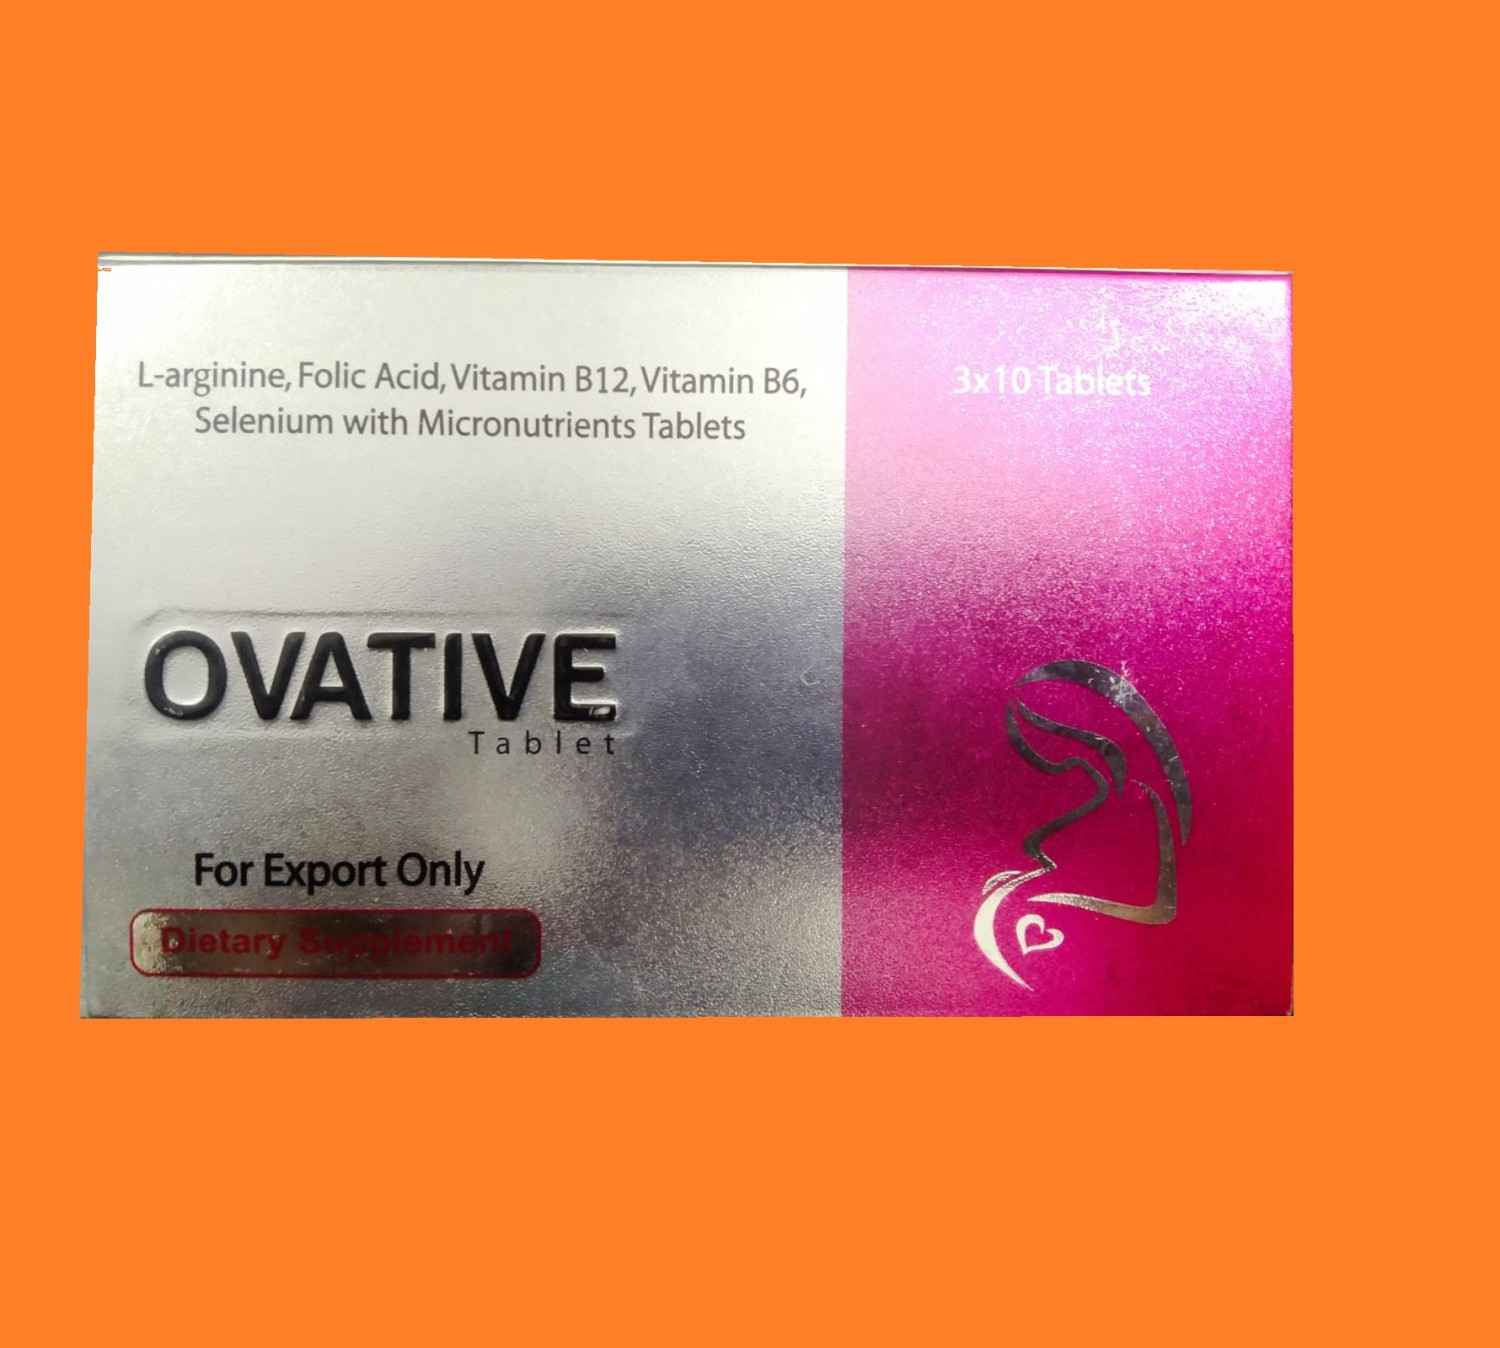 L-arginine, Folic Acid, Vitamin B12, Vitamin B6,
Selenium with Micronutrients Tablets
3x10 Tablets
OVATIVE
Tablet
For Export Only
Dietary Supplement